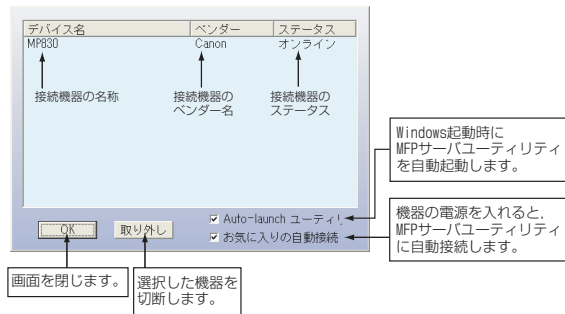 デバイス名 ベンダー ステータス
MP830 Canon オンライン
接続機器の名称
接続機器の
ベンダー名
接続機器の
ステータス
Windows起動時に
MFPサーバユーティリティ
を自動起動します。
Auto-launch ユーティリ
機器の電源を入れると，
MFPサーバユーティリティ
に自動接続します。
OK 取り外し
お気に入りの自動接続
画面を閉じます。
選択した機器を
切断します。